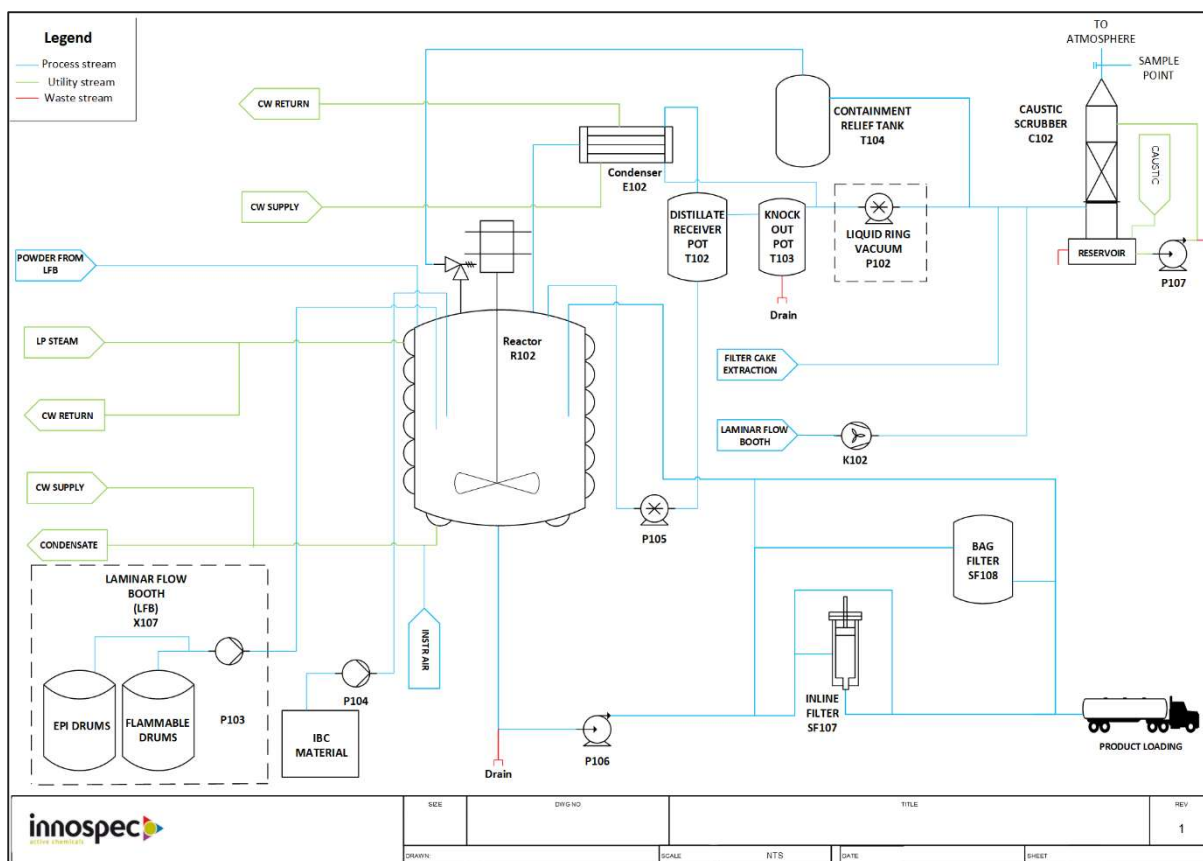 Legend
Process stream
Utility stream
Waste stream
TO
ATMOSPHERE
SAMPLE
POINT
CAUSTIC
SCRUBBER
C102
CAUSTIC
RESERVOIR
P107
CW RETURN
CONTAINMENT
RELIEF TANK
T104
Condenser
E102
CW SUPPLY
DISTILLATE
RECEIVER
POT
T102
KNOCK
OUT
POT
T103
LIQUID RING
VACUUM
P102
Drain
POWDER FROM
LFB
LP STEAM
Reactor
R102
FILTER CAKE
EXTRACTION
CW RETURN
LAMINAR FLOW
BOOTH
K102
CW SUPPLY
CONDENSATE
P105
BAG
FILTER
SF108
LAMINAR FLOW
BOOTH
(LFB)
X107
INSTR AIR
P103
EPI DRUMS
FLAMMABLE
DRUMS
P104
IBC
MATERIAL
INLINE
FILTER
SF107
Drain
P106
PRODUCT LOADING
innospec
active chemicals
SIZE
DWG NO
TITLE
REV
1
DRAWN:
SCALE
NTS
DATE
SHEET